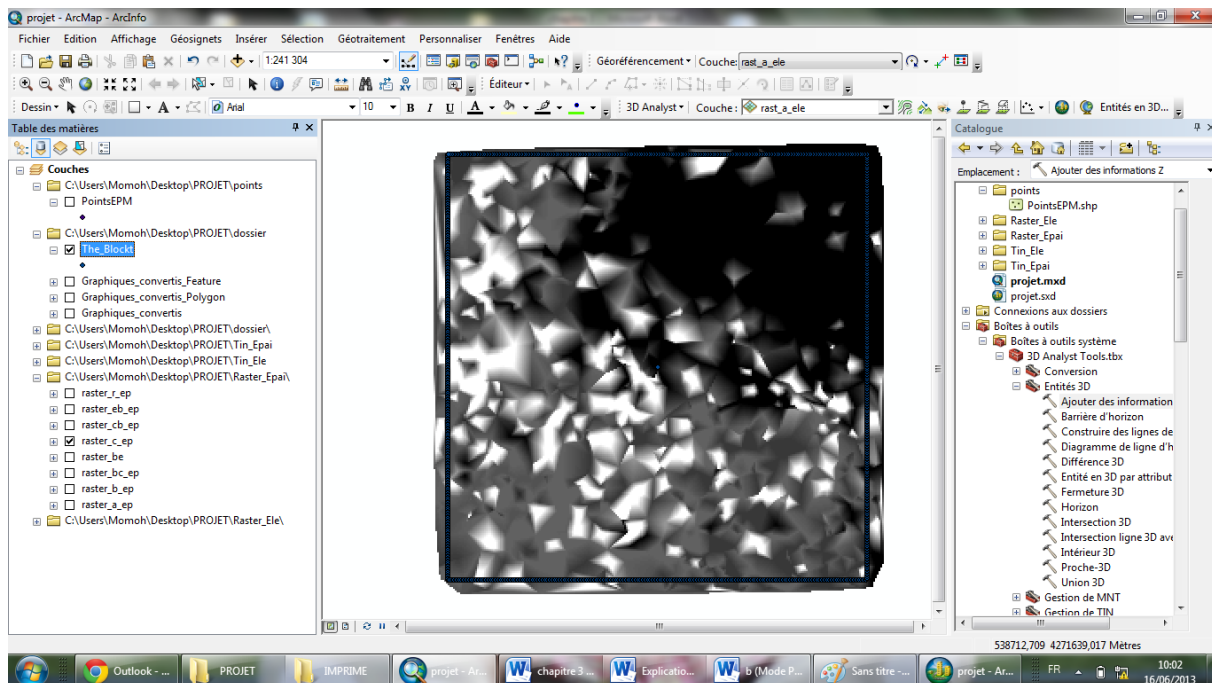 projet - ArcMap - ArcInfo
Fichier Edition Affichage Géosignets Insérer Sélection Géotraitement Personnaliser Fenêtres Aide
1:241 304
Géoréférencement Couche: rast_a_ele
Éditeur
Dessin A Arial 10 B I U A 3D Analyst Couche : rast_a_ele Entités en 3D...
Table des matières
Couches
C:\Users\Momoh\Desktop\PROJET\points
PointsEPM
C:\Users\Momoh\Desktop\PROJET\dossier
The_Blockt
Graphiques_convertis_Feature
Graphiques_convertis_Polygon
Graphiques_convertis
C:\Users\Momoh\Desktop\PROJET\dossier\
C:\Users\Momoh\Desktop\PROJET\Tin_Epai
C:\Users\Momoh\Desktop\PROJET\Tin_Ele
C:\Users\Momoh\Desktop\PROJET\Raster_Epai\
raster_r_ep
raster_eb_ep
raster_cb_ep
raster_e_ep
raster_c_ep
raster_be
raster_bc_ep
raster_b_ep
raster_a_ep
C:\Users\Momoh\Desktop\PROJET\Raster_Ele\
Catalogue
Emplacement : Ajouter des informations Z
points
PointsEPM.shp
Raster_Ele
Raster_Epai
Tin_Ele
Tin_Epai
projet.mxd
projet.sxd
Connexions aux dossiers
Boîtes à outils
Boîtes à outils système
3D Analyst Tools.tbx
Conversion
Entités 3D
Ajouter des information
Barrière d'horizon
Construire des lignes de
Diagramme de ligne d'h
Différence 3D
Entité en 3D par attribut
Fermeture 3D
Horizon
Intersection 3D
Intersection ligne 3D ave
Intérieur 3D
Proche-3D
Union 3D
Gestion de MNT
Gestion de TIN
538712,709 4271639,017 Mètres
Outlook - ... PROJET IMPRIME projet - Ar... chapitre 3 ... Explicatio... b (Mode P... Sans titre -... projet - Ar... FR 10:02
16/06/2013